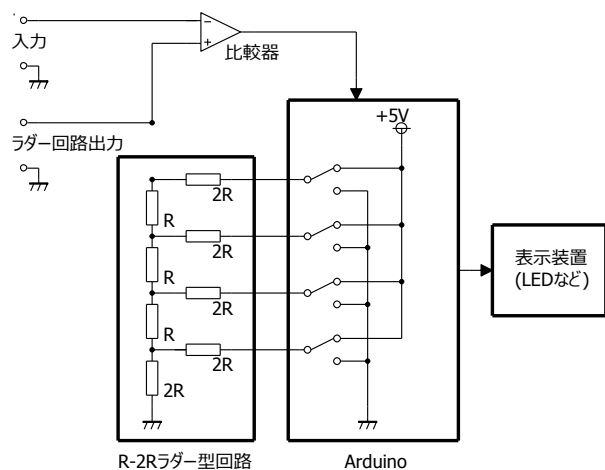 入力
－
＋
比較器
ラダー回路出力
+5V
2R
R
2R
R
2R
R
2R
2R
表示装置
(LEDなど)
R-2Rラダー型回路
Arduino